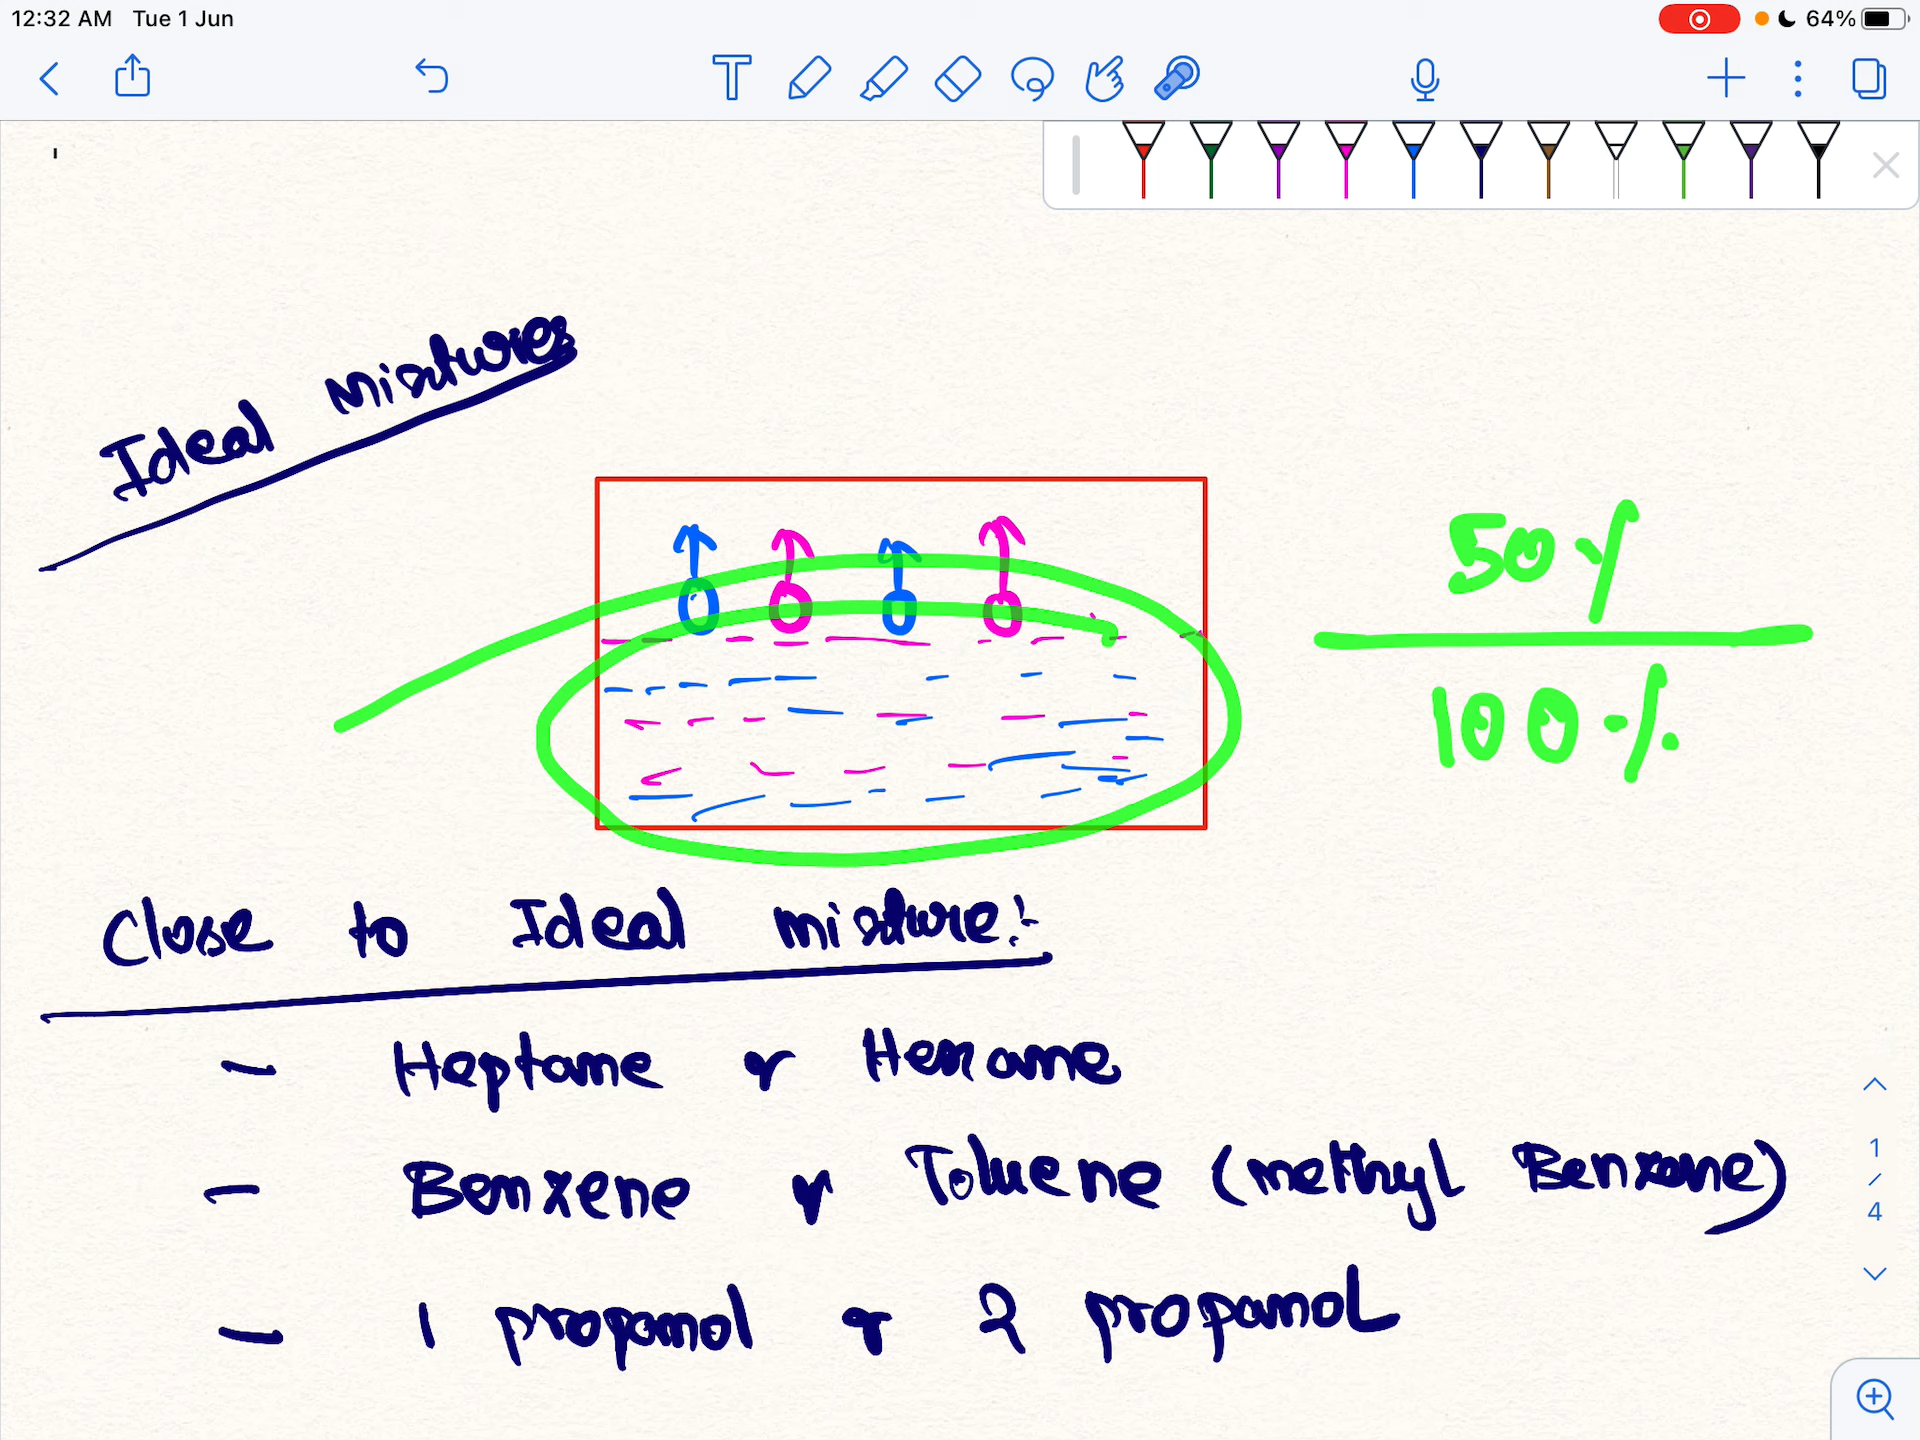 12:32 AM Tue 1 Jun
64%
Ideal mixtures
50%
100%
Close to Ideal mixture:-
- Heptane & Hexane
- Benzene & Toluene (methyl Benzene)
- 1 propanol & 2 propanol
1
/
4